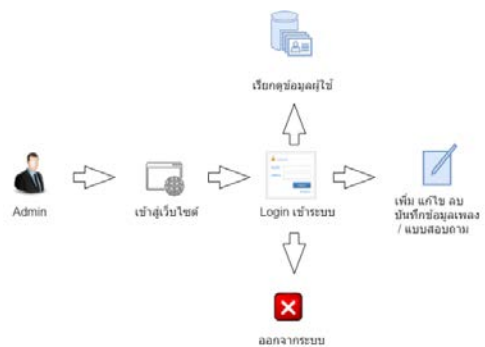 เรียกดูข้อมูลผู้ใช้
Admin
เข้าสู่เว็บไซต์
Login เข้าระบบ
เพิ่ม แก้ไข ลบ
บันทึกข้อมูลเพลง
/ แบบสอบถาม
ออกจากระบบ